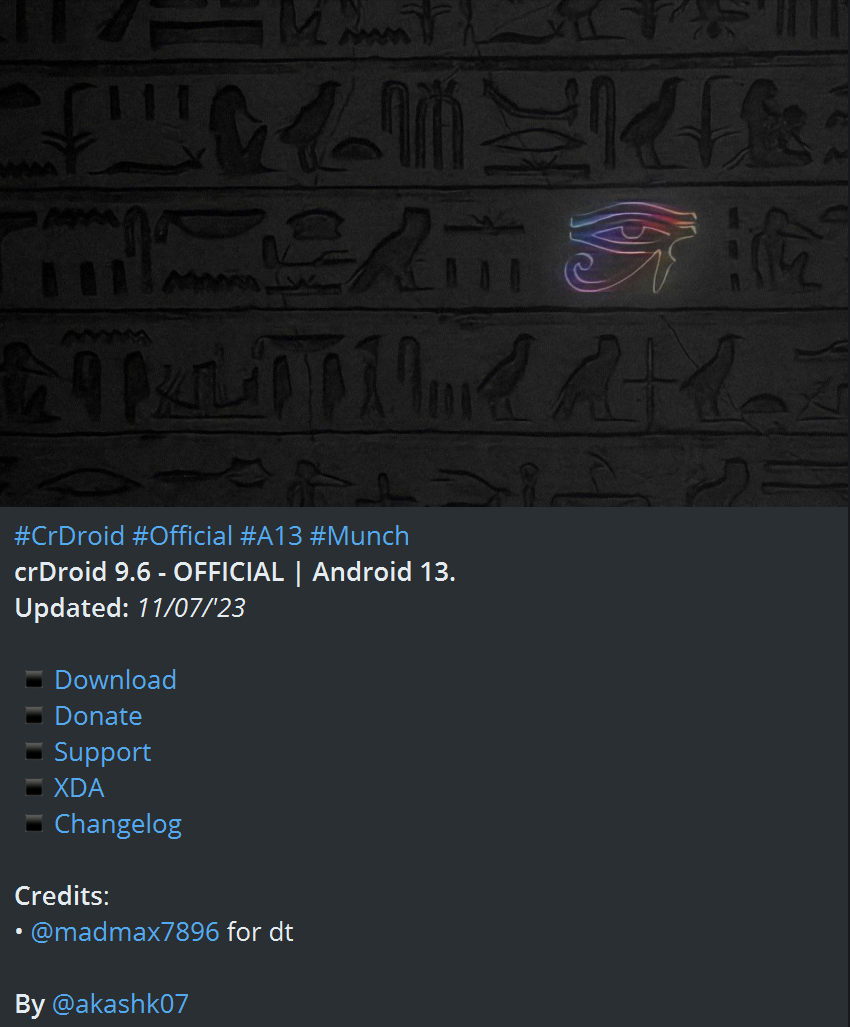 #CrDroid #Official #A13 #Munch
crDroid 9.6 - OFFICIAL | Android 13.
Updated: 11/07/'23
▪️ Download
▪️ Donate
▪️ Support
▪️ XDA
▪️ Changelog
Credits:
• @madmax7896 for dt
By @akashk07